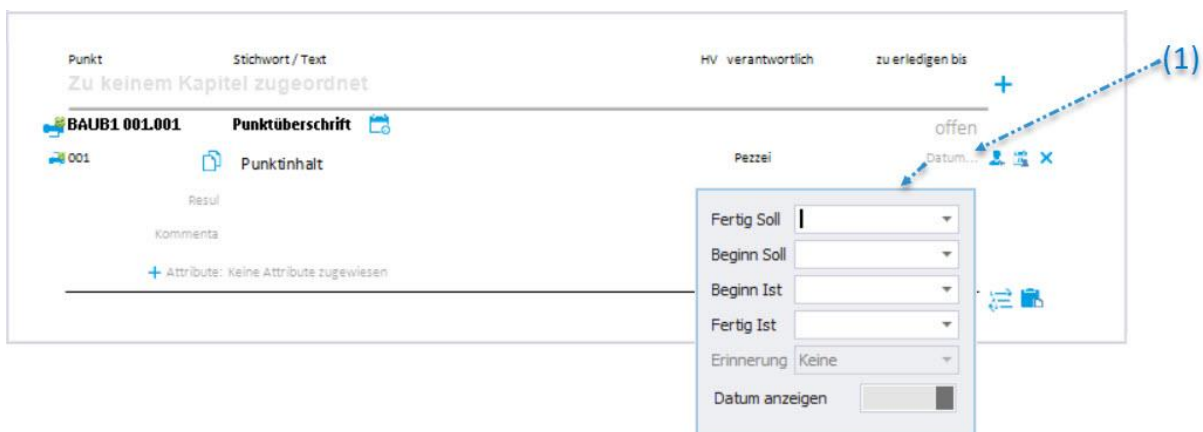 Punkt Stichwort / Text HV verantwortlich zu erledigen bis
Zu keinem Kapitel zugeordnet
(1)
BAUB1 001.001 Punktüberschrift offen
001 Punktinhalt Pezzei Datum...
Resul
Kommenta
Attribute: Keine Attribute zugewiesen
Fertig Soll
Beginn Soll
Beginn Ist
Fertig Ist
Erinnerung Keine
Datum anzeigen